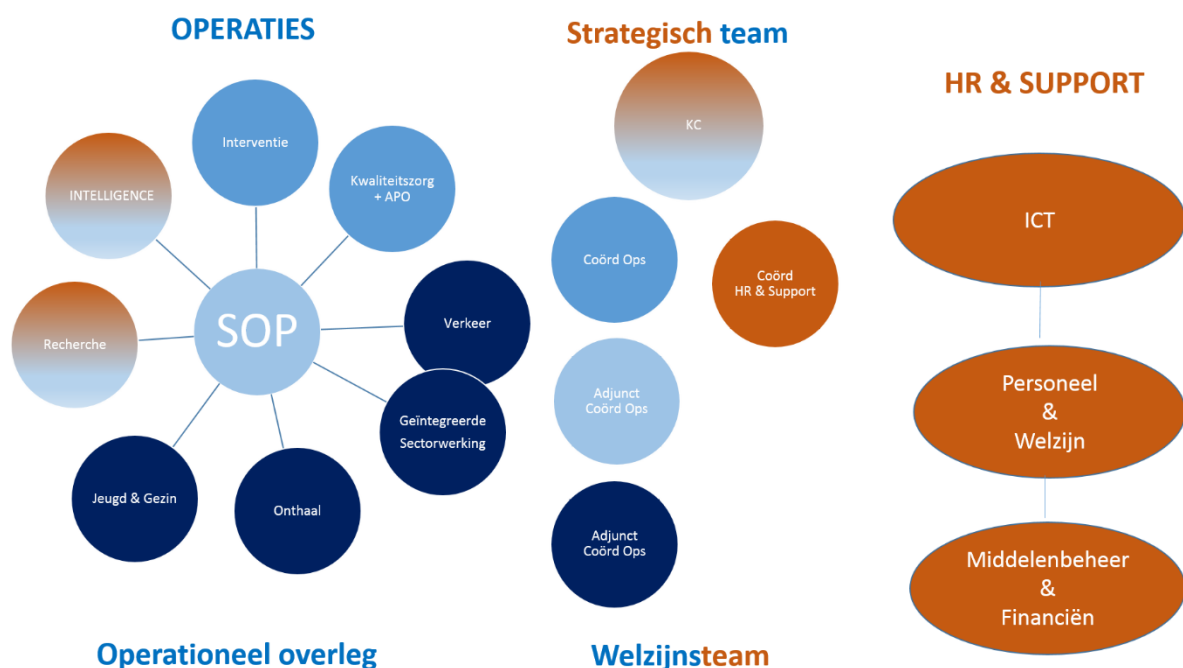 OPERATIES
Interventie
INTELLIGENCE
Kwaliteitszorg
+ APO
SOP
Verkeer
Recherche
Geïntegreerde
Sectorwerking
Jeugd & Gezin
Onthaal
Operationeel overleg
Strategisch team
KC
Coörd Ops
Coörd
HR & Support
Adjunct
Coörd Ops
Adjunct
Coörd Ops
Welzijnsteam
HR & SUPPORT
ICT
Personeel
&
Welzijn
Middelenbeheer
&
Financiën